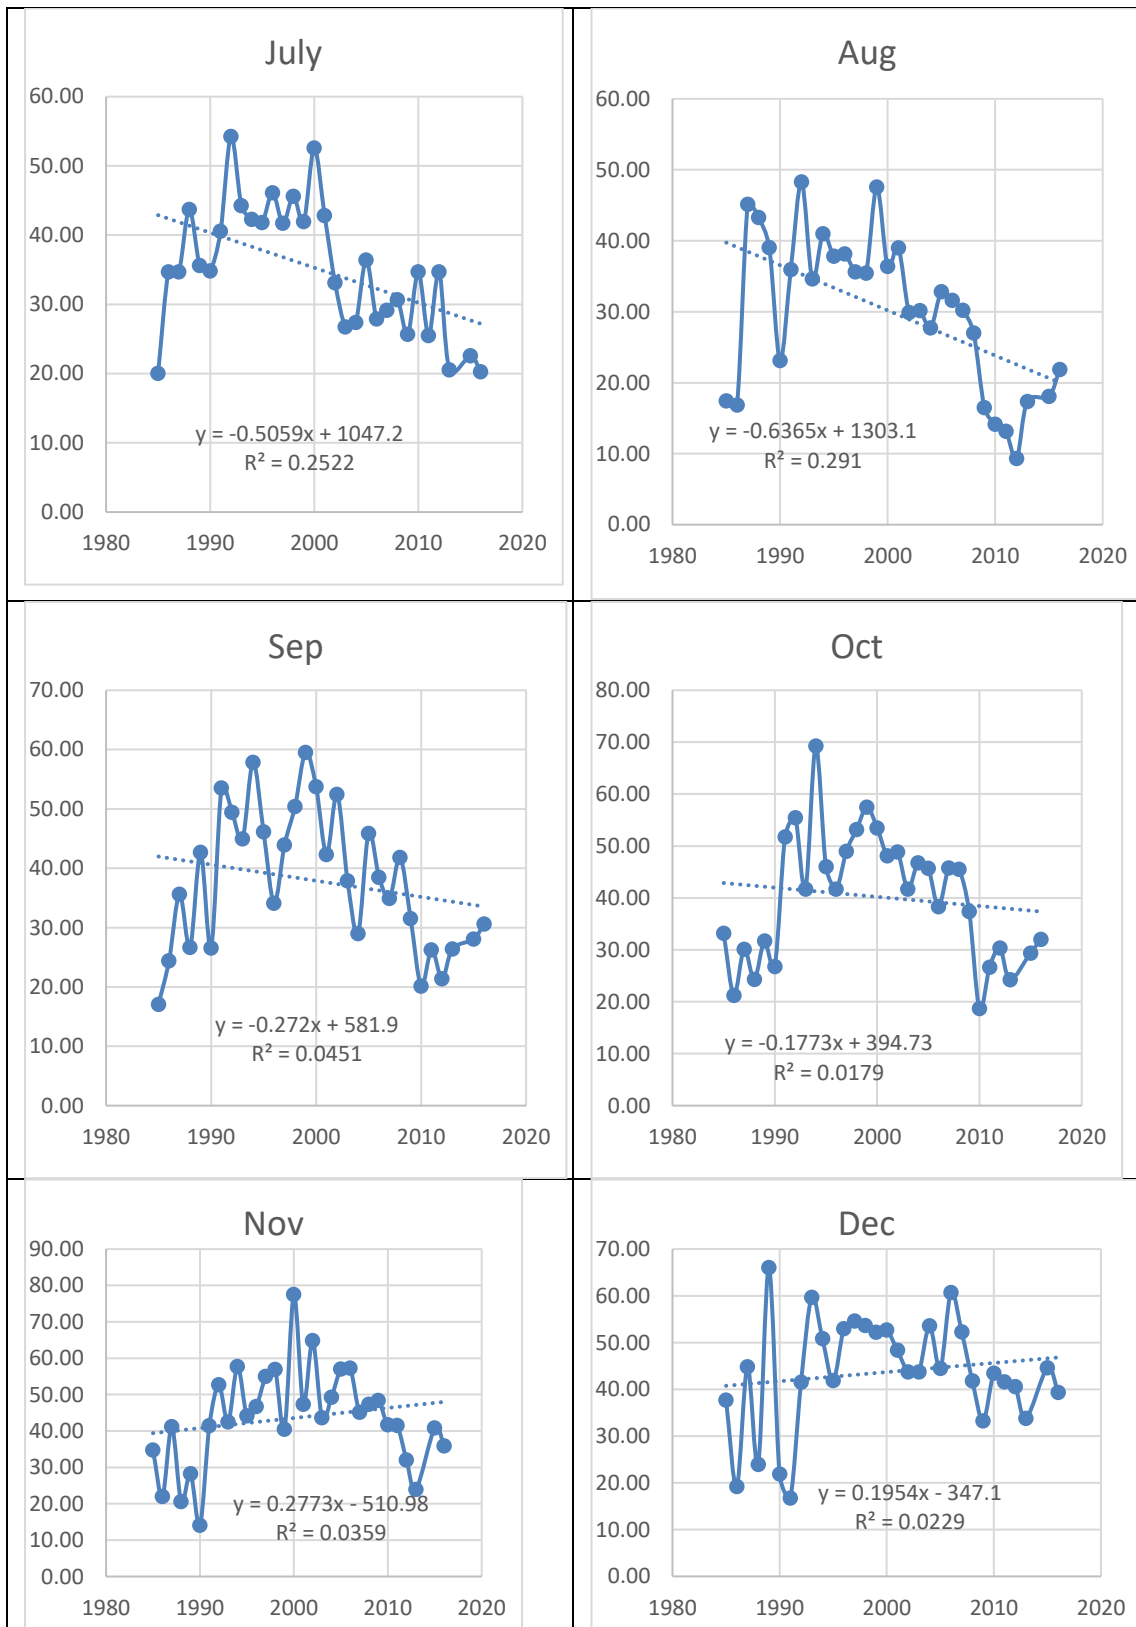 July
60.00
50.00
40.00
30.00
20.00
10.00
0.00
y = -0.5059x + 1047.2
R² = 0.2522
1980 1990 2000 2010 2020
Aug
60.00
50.00
40.00
30.00
20.00
10.00
0.00
y = -0.6365x + 1303.1
R² = 0.291
1980 1990 2000 2010 2020
Sep
70.00
60.00
50.00
40.00
30.00
20.00
10.00
0.00
y = -0.272x + 581.9
R² = 0.0451
1980 1990 2000 2010 2020
Oct
80.00
70.00
60.00
50.00
40.00
30.00
20.00
10.00
0.00
y = -0.1773x + 394.73
R² = 0.0179
1980 1990 2000 2010 2020
Nov
90.00
80.00
70.00
60.00
50.00
40.00
30.00
20.00
10.00
0.00
y = 0.2773x - 510.98
R² = 0.0359
1980 1990 2000 2010 2020
Dec
70.00
60.00
50.00
40.00
30.00
20.00
10.00
0.00
y = 0.1954x - 347.1
R² = 0.0229
1980 1990 2000 2010 2020